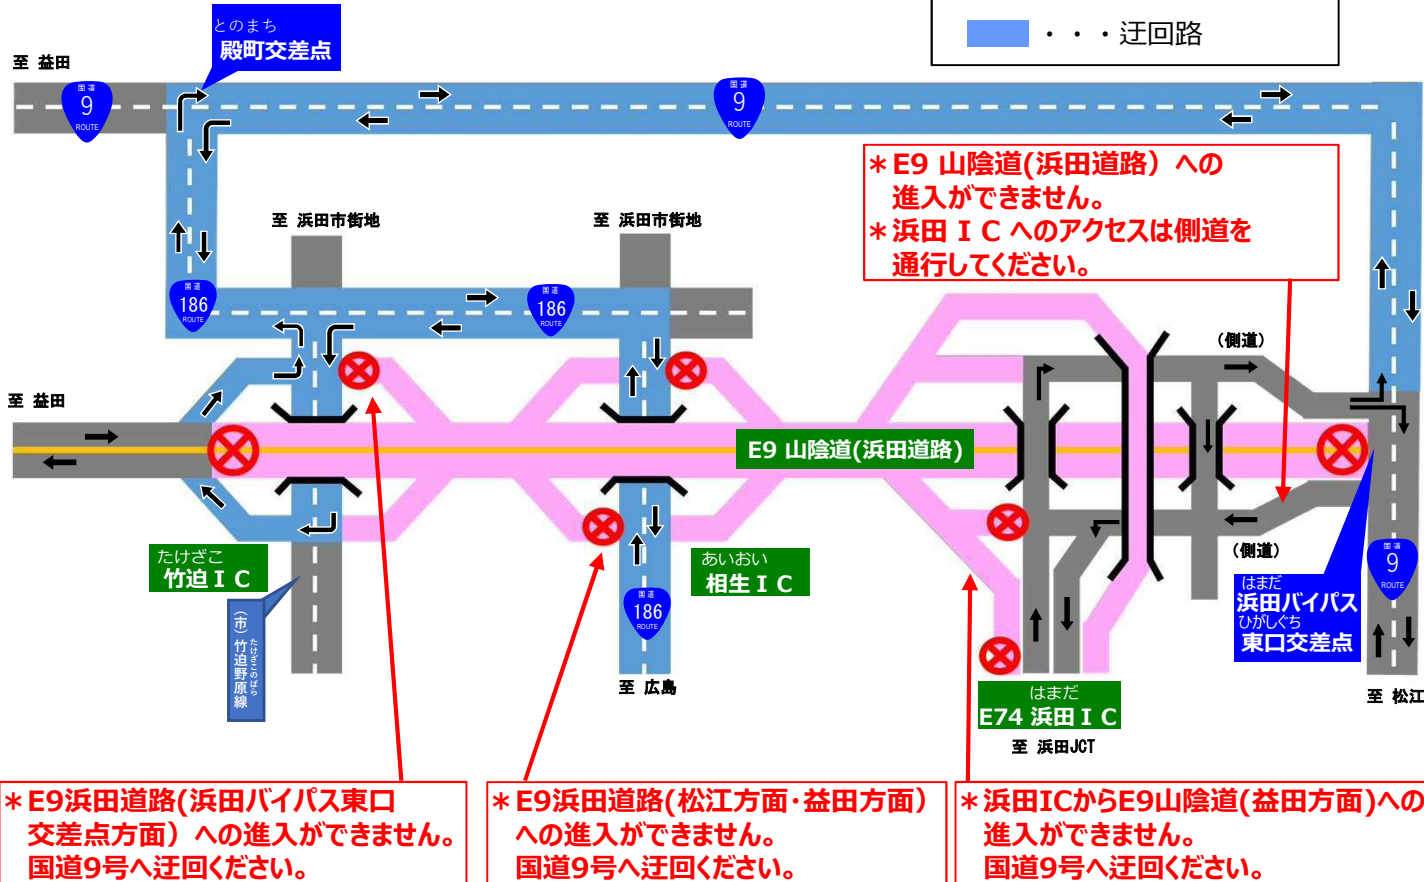 ・・・迂回路
とのまち
殿町交差点
至 益田
国道
9
ROUTE
国道
9
ROUTE
＊E9 山陰道(浜田道路）への
進入ができません。
＊浜田 ＩＣ へのアクセスは側道を
通行してください。
至 浜田市街地
至 浜田市街地
国道
186
ROUTE
国道
186
ROUTE
(側道)
至 益田
E9 山陰道(浜田道路)
たけざこ
竹迫ＩＣ
あいおい
相生ＩＣ
(側道)
国道
9
ROUTE
はまだ
浜田バイパス
ひがしぐち
東口交差点
国道
186
ROUTE
(市)竹迫野原線
たけざこのばら
至 広島
はまだ
E74 浜田ＩＣ
至 浜田JCT
至 松江
＊E9浜田道路(浜田バイパス東口
交差点方面）への進入ができません。
国道9号へ迂回ください。
＊E9浜田道路(松江方面･益田方面）
への進入ができません。
国道9号へ迂回ください。
＊浜田ICからE9山陰道(益田方面)への
進入ができません。
国道9号へ迂回ください。